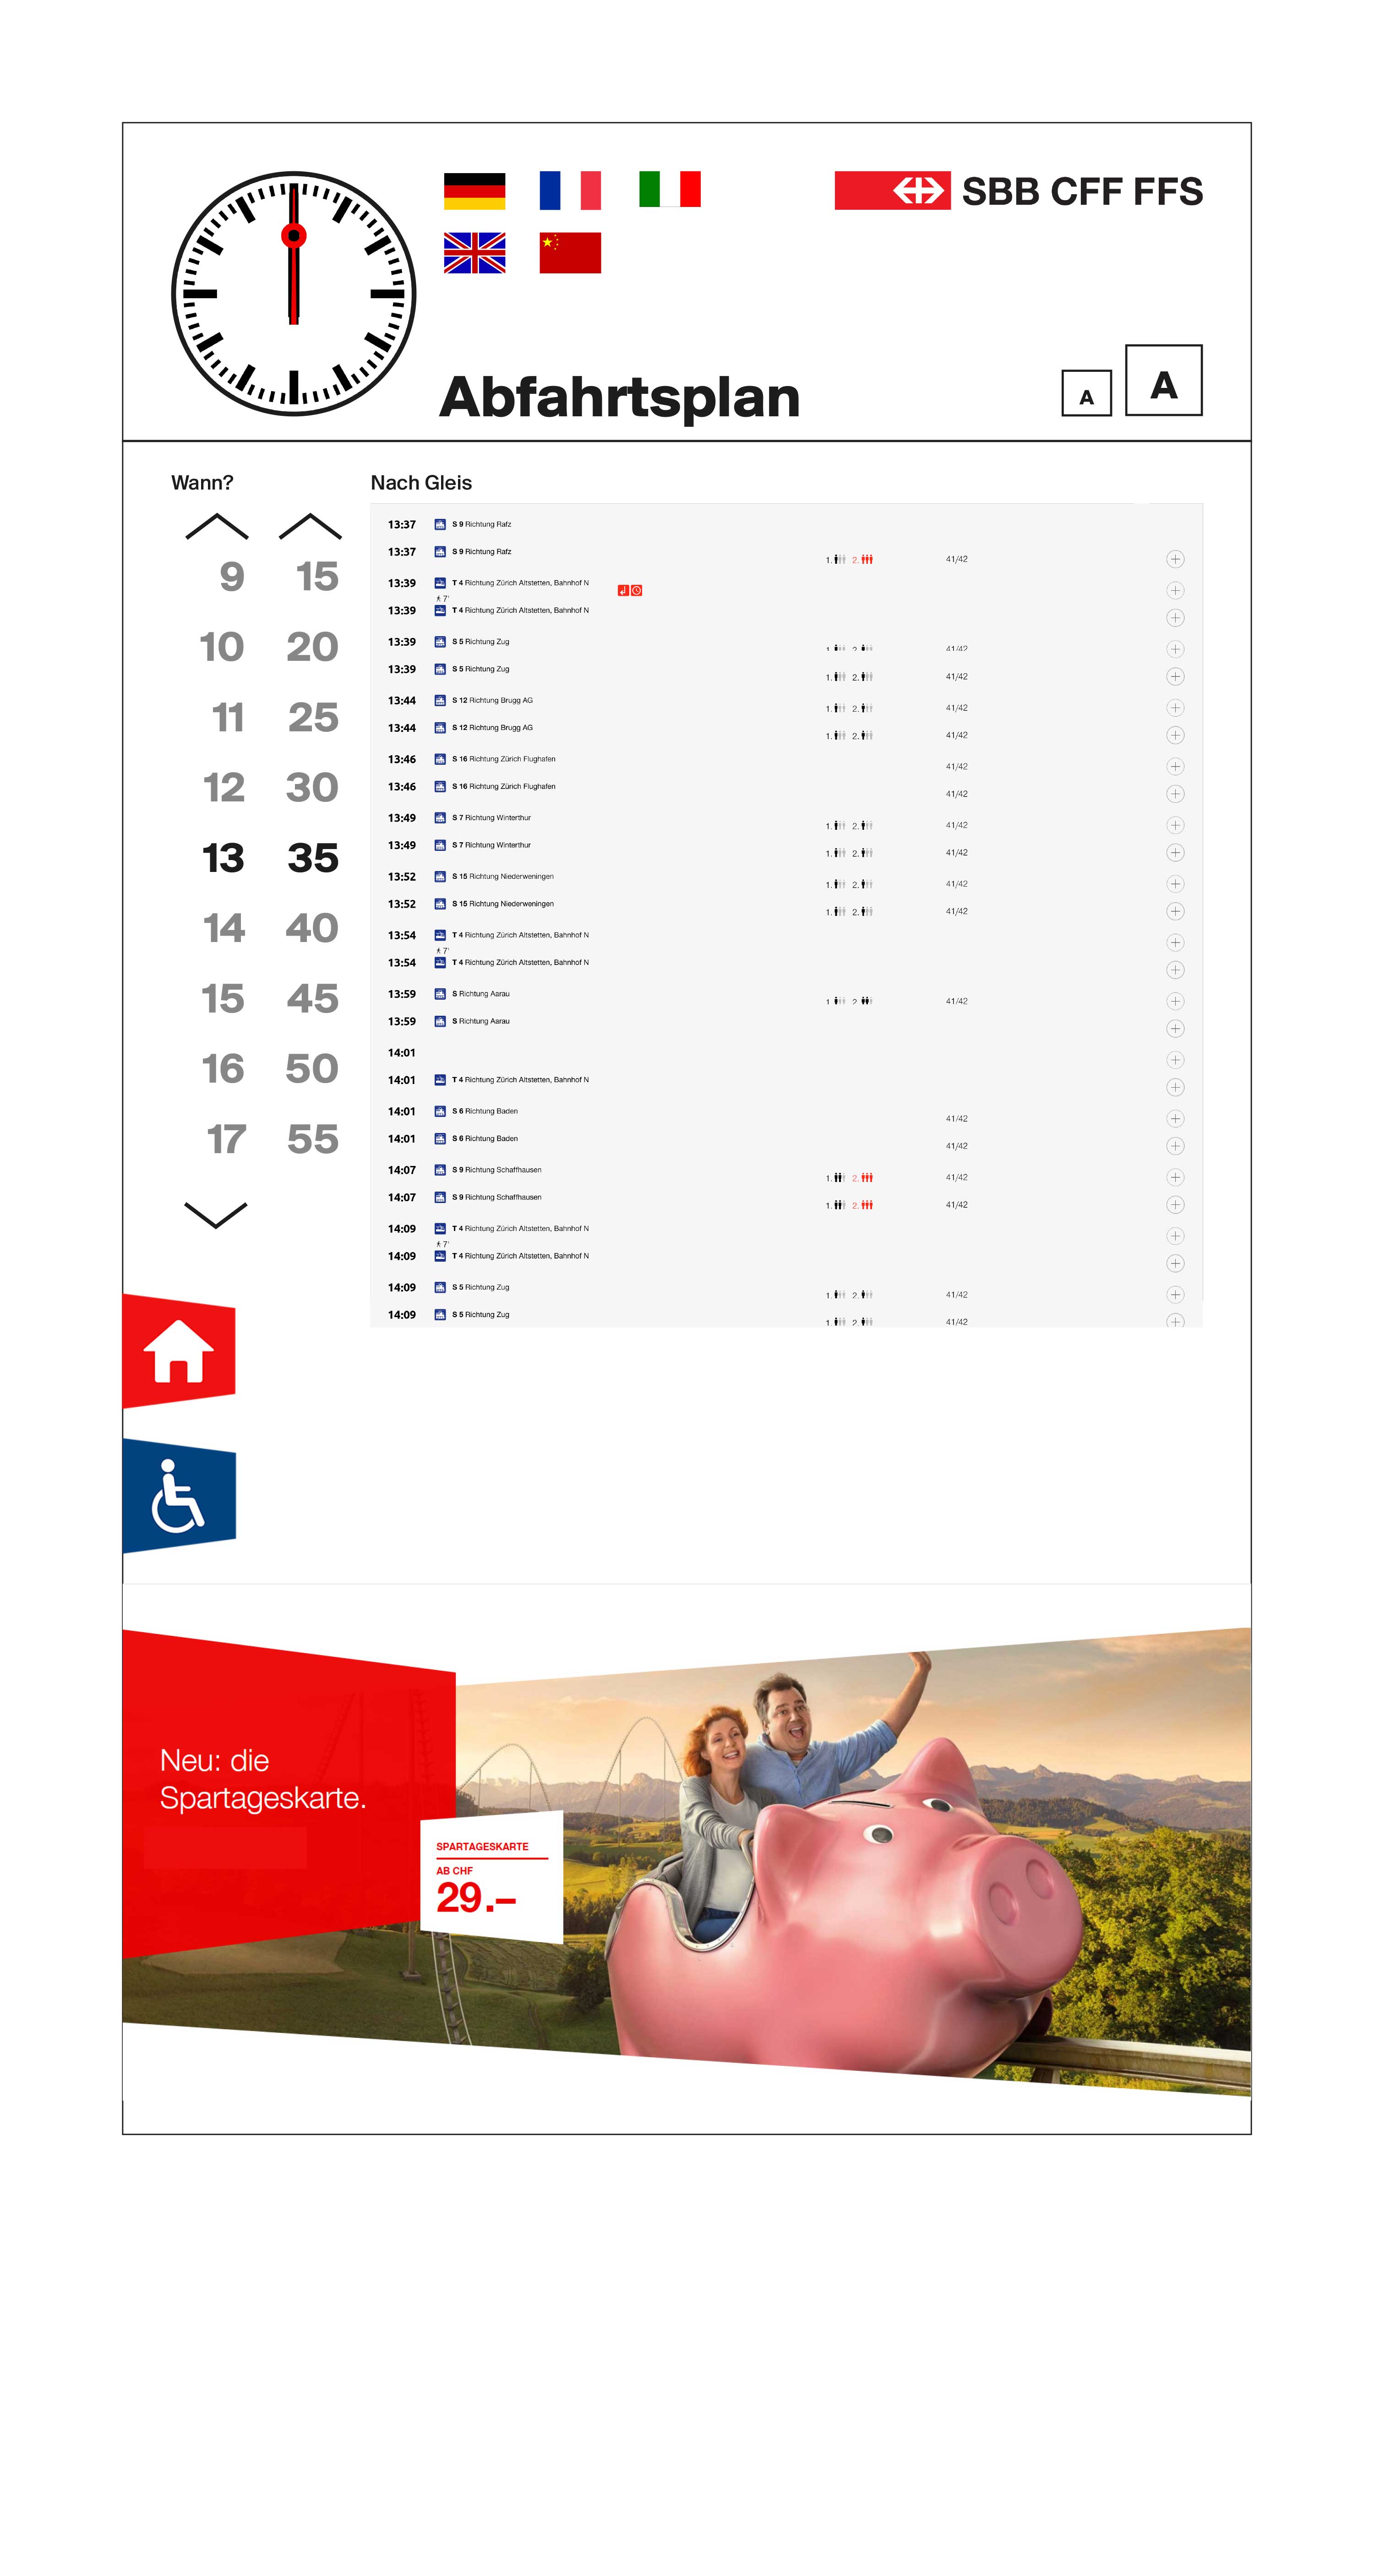 SBB CFF FFS
Abfahrtsplan
A A
Wann?
9 15
10 20
11 25
12 30
13 35
14 40
15 45
16 50
17 55
Nach Gleis
13:37 S 9 Richtung Rafz
13:37 S 9 Richtung Rafz 1. 2. 41/42
13:39 T 4 Richtung Zürich Altstetten, Bahnhof N
7'
13:39 T 4 Richtung Zürich Altstetten, Bahnhof N
13:39 S 5 Richtung Zug 1. 2. 41/42
13:39 S 5 Richtung Zug 1. 2. 41/42
13:44 S 12 Richtung Brugg AG 1. 2. 41/42
13:44 S 12 Richtung Brugg AG 1. 2. 41/42
13:46 S 16 Richtung Zürich Flughafen 41/42
13:46 S 16 Richtung Zürich Flughafen 41/42
13:49 S 7 Richtung Winterthur 1. 2. 41/42
13:49 S 7 Richtung Winterthur 1. 2. 41/42
13:52 S 15 Richtung Niederweningen 1. 2. 41/42
13:52 S 15 Richtung Niederweningen 1. 2. 41/42
13:54 T 4 Richtung Zürich Altstetten, Bahnhof N
7'
13:54 T 4 Richtung Zürich Altstetten, Bahnhof N
13:59 S Richtung Aarau 1. 2. 41/42
13:59 S Richtung Aarau
14:01
14:01 T 4 Richtung Zürich Altstetten, Bahnhof N
14:01 S 6 Richtung Baden 41/42
14:01 S 6 Richtung Baden 41/42
14:07 S 9 Richtung Schaffhausen 1. 2. 41/42
14:07 S 9 Richtung Schaffhausen 1. 2. 41/42
14:09 T 4 Richtung Zürich Altstetten, Bahnhof N
7'
14:09 T 4 Richtung Zürich Altstetten, Bahnhof N
14:09 S 5 Richtung Zug 1. 2. 41/42
14:09 S 5 Richtung Zug 1. 2. 41/42
Neu: die
Spartageskarte.
SPARTAGESKARTE
AB CHF
29.–